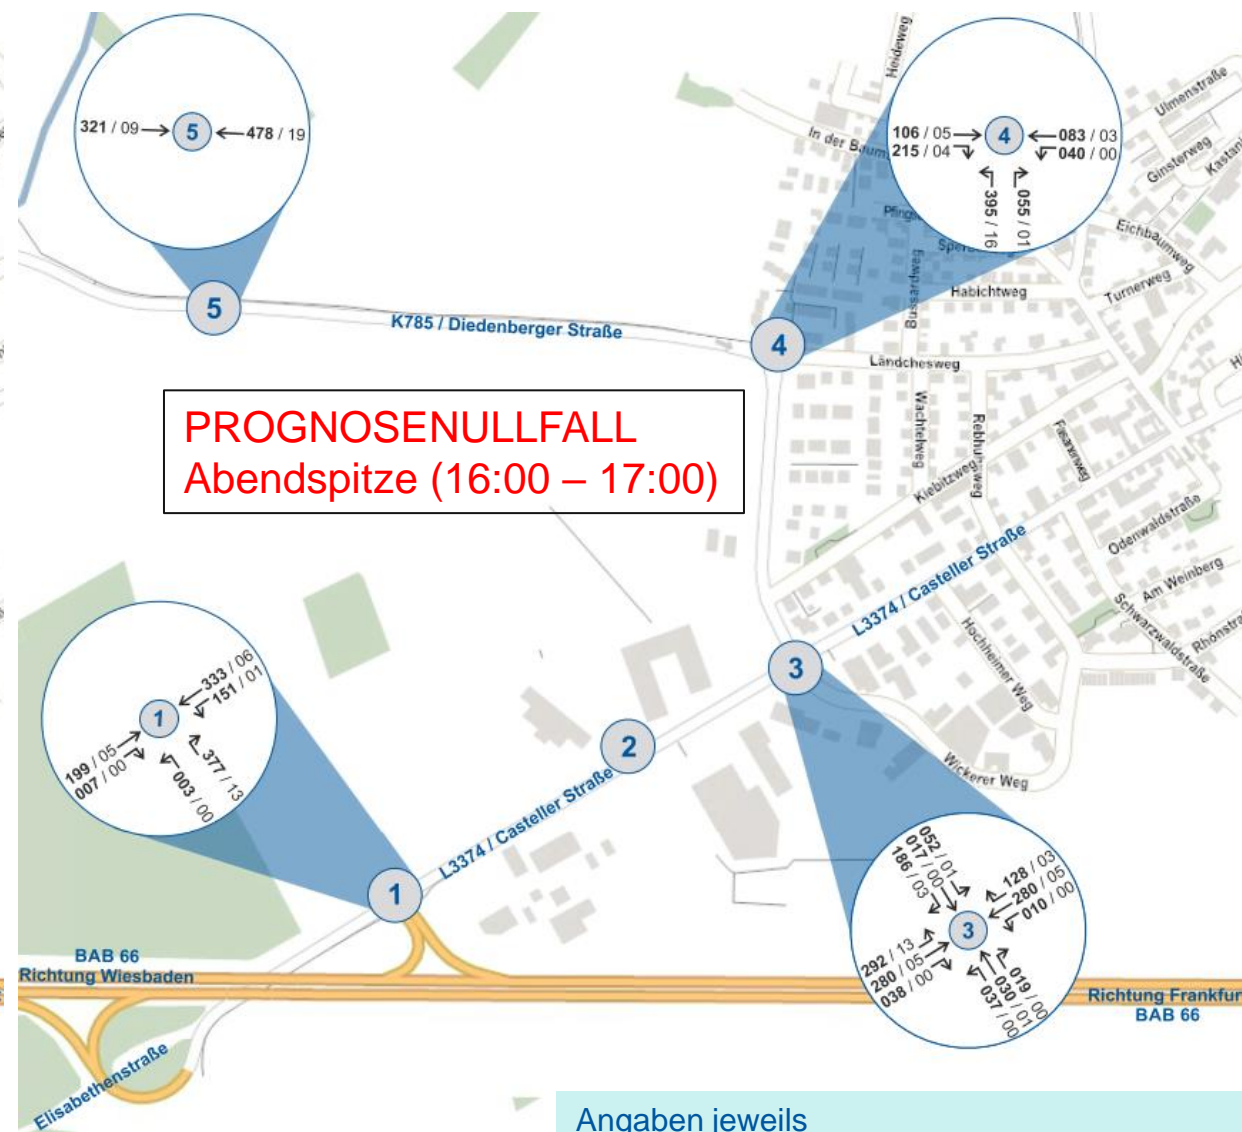 321 / 09
5
478 / 19
Heideweg
In der Baum
106 / 05
215 / 04
4
083 / 03
040 / 00
395 / 16
055 / 01
Ulmenstraße
Ginsterweg
Eichbaumweg
Turnerweg
Bussardweg
Habichtweg
5
K785 / Diedenberger Straße
4
Ländchesweg
PROGNOSENULLFALL
Abendspitze (16:00 – 17:00)
Wachtelweg
Rebhuhnweg
Fasanenweg
Kiebitzweg
Odenwaldstraße
Am Weinberg
Schwarzwaldstraße
L3374 / Casteller Straße
Hochheimer Weg
Wickerer Weg
3
2
L3374 / Casteller Straße
1
333 / 06
151 / 01
1
199 / 05
007 / 00
003 / 00
377 / 13
052 / 01
017 / 00
186 / 03
128 / 03
280 / 05
010 / 00
3
292 / 13
280 / 05
038 / 00
019 / 00
030 / 01
037 / 00
BAB 66
Richtung Wiesbaden
Richtung Frankfur
BAB 66
Elisabethenstraße
Angaben jeweils